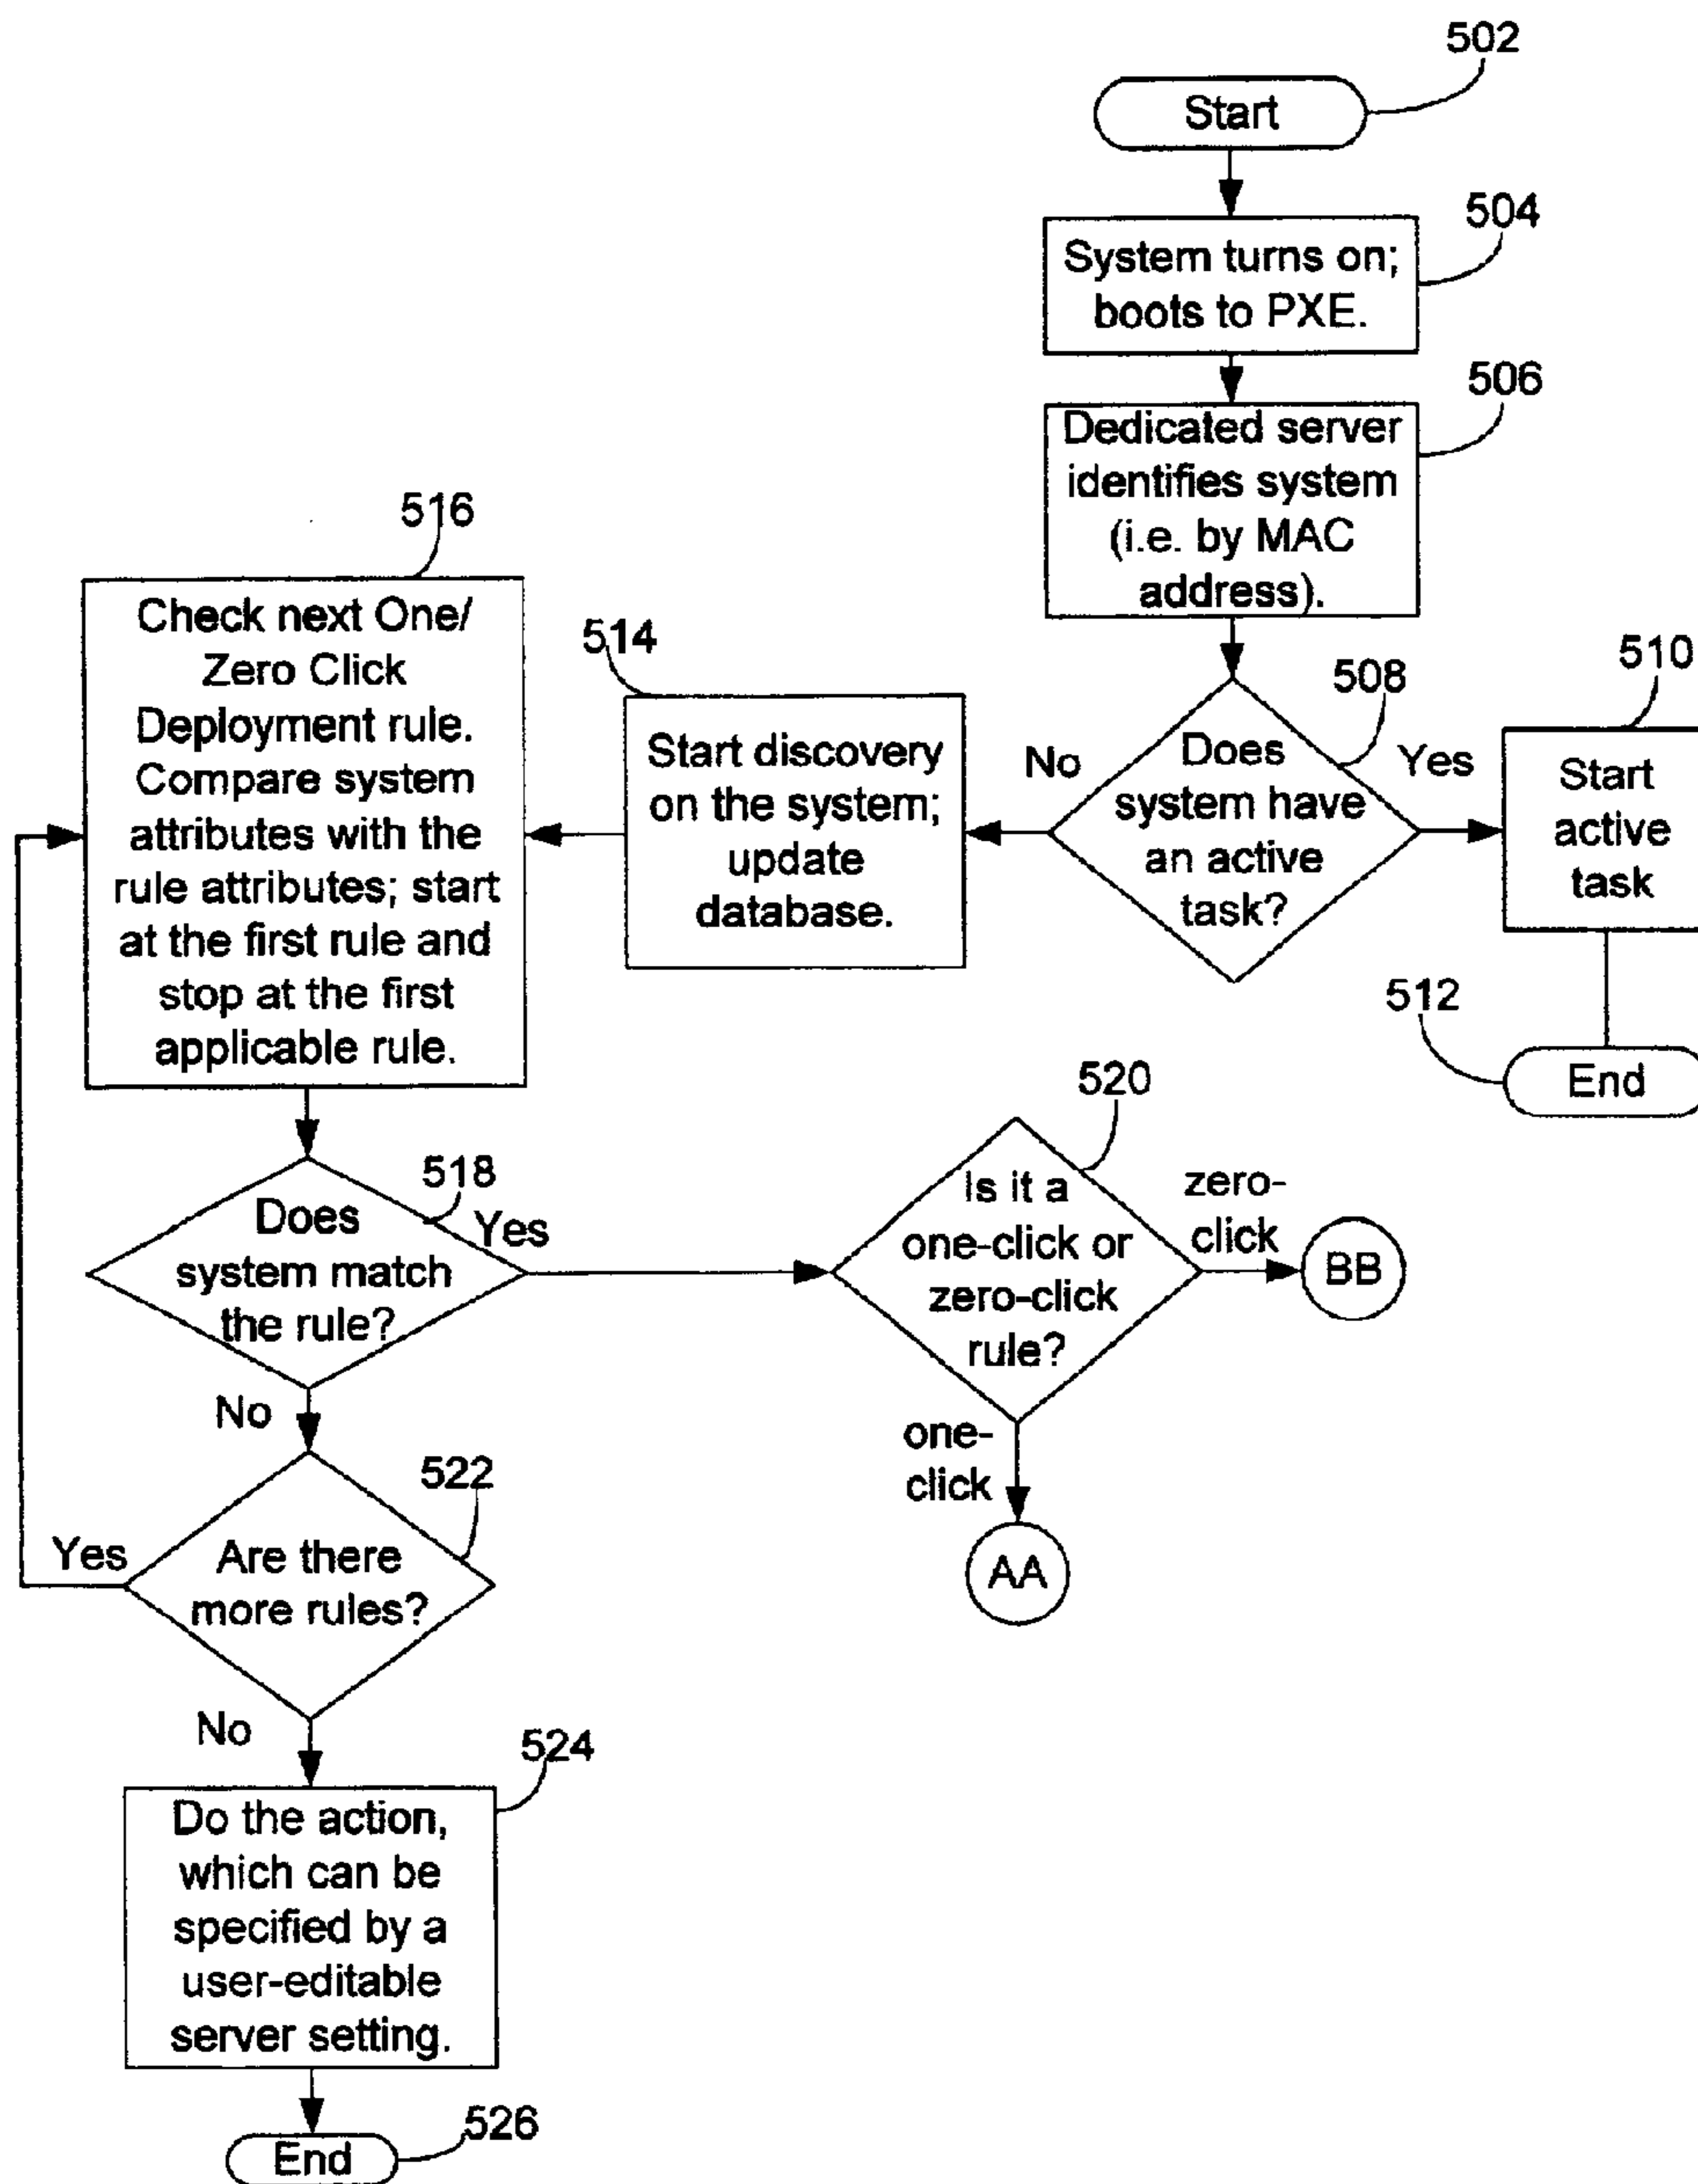 502
Start
504
System turns on;
boots to PXE.
506
Dedicated server
identifies system
(i.e. by MAC
address).
508
Does
system have
an active
task?
Yes
No
510
Start
active
task
512
End
514
Start discovery
on the system;
update
database.
516
Check next One/
Zero Click
Deployment rule.
Compare system
attributes with the
rule attributes; start
at the first rule and
stop at the first
applicable rule.
518
Does
system match
the rule?
Yes
No
520
Is it a
one-click or
zero-click
rule?
zero-
click
BB
one-
click
AA
522
Are there
more rules?
Yes
No
524
Do the action,
which can be
specified by a
user-editable
server setting.
526
End